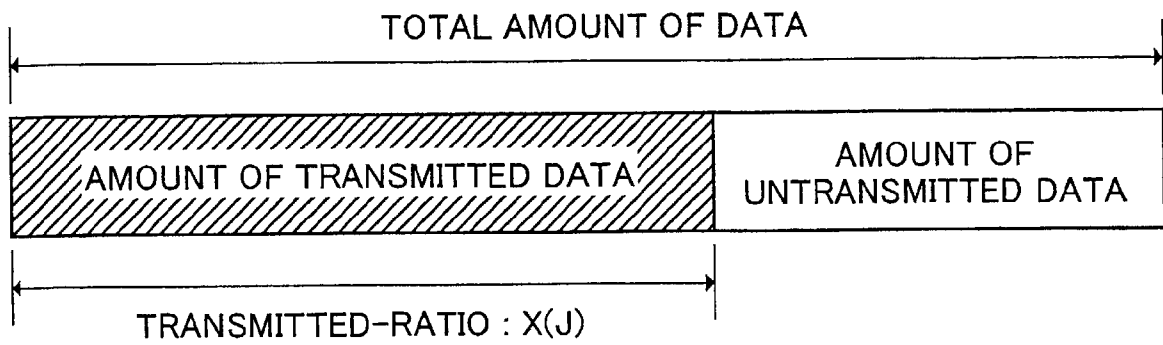 TOTAL AMOUNT OF DATA
AMOUNT OF TRANSMITTED DATA
AMOUNT OF
UNTRANSMITTED DATA
TRANSMITTED-RATIO : X(J)